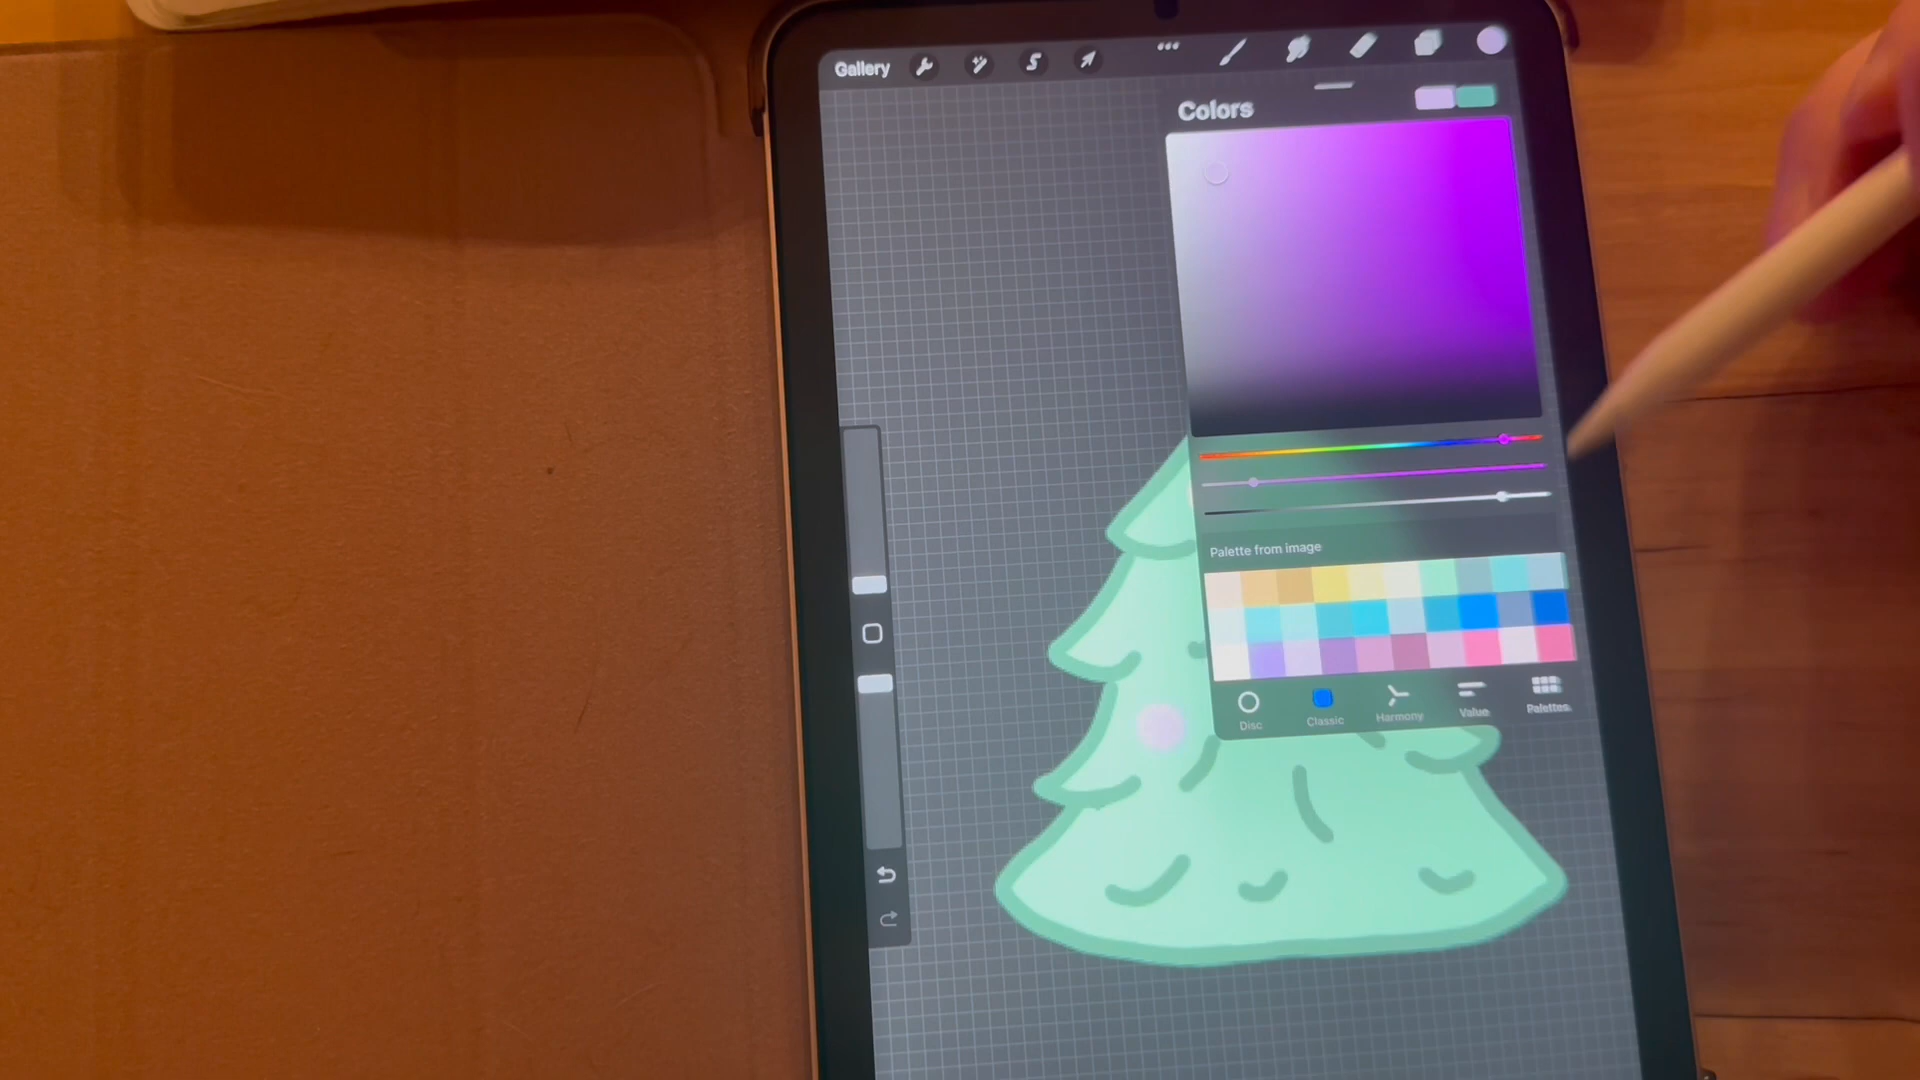 Gallery
Colors
Palette from image
Disc
Classic
Harmony
Value
Palettes